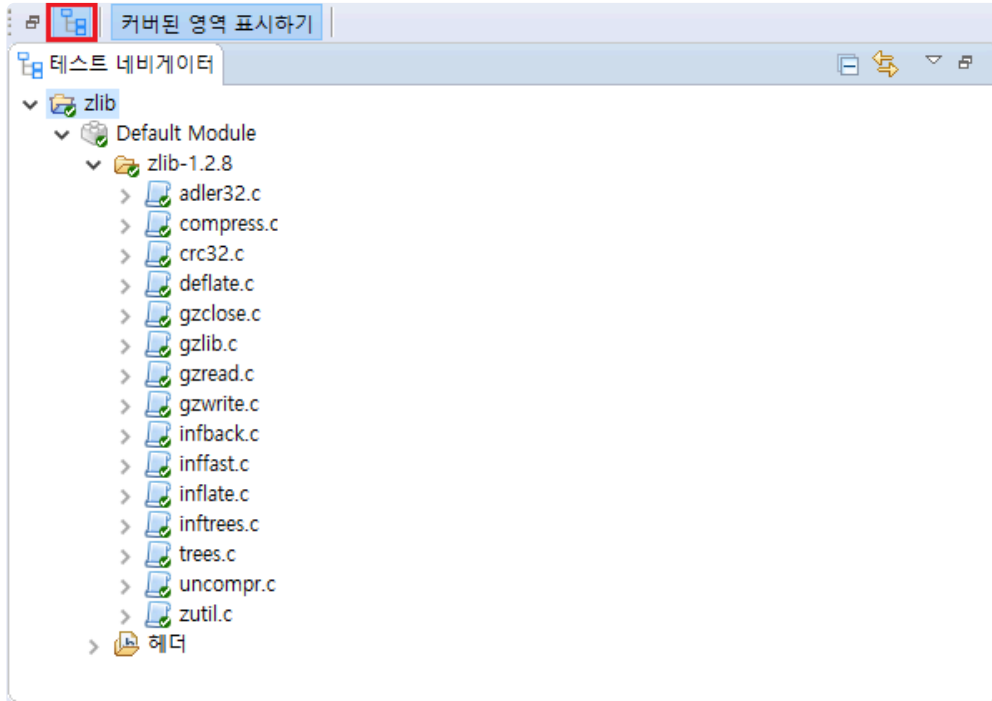 커버된 영역 표시하기
테스트 네비게이터
zlib
Default Module
zlib-1.2.8
adler32.c
compress.c
crc32.c
deflate.c
gzclose.c
gzlib.c
gzread.c
gzwrite.c
infback.c
inffast.c
inflate.c
inftrees.c
trees.c
uncompr.c
zutil.c
헤더